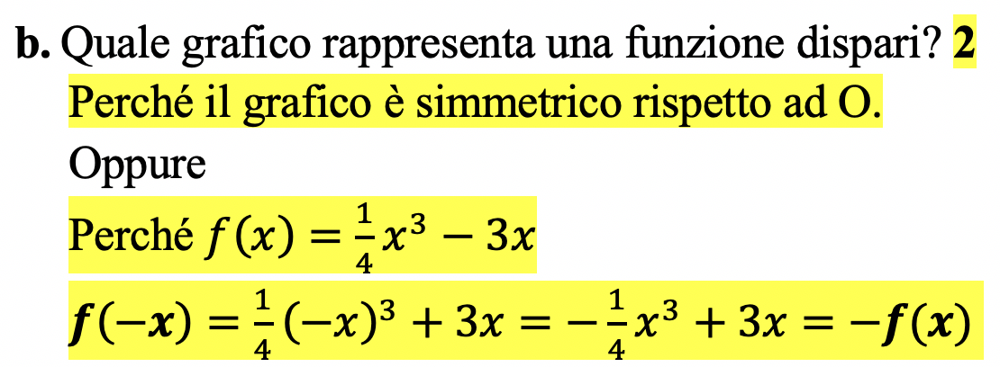 b. Quale grafico rappresenta una funzione dispari? 2
Perché il grafico è simmetrico rispetto ad O.
Oppure
Perché f(x) = 1/4 x³ − 3x
f(−x) = 1/4 (−x)³ + 3x = − 1/4 x³ + 3x = −f(x)